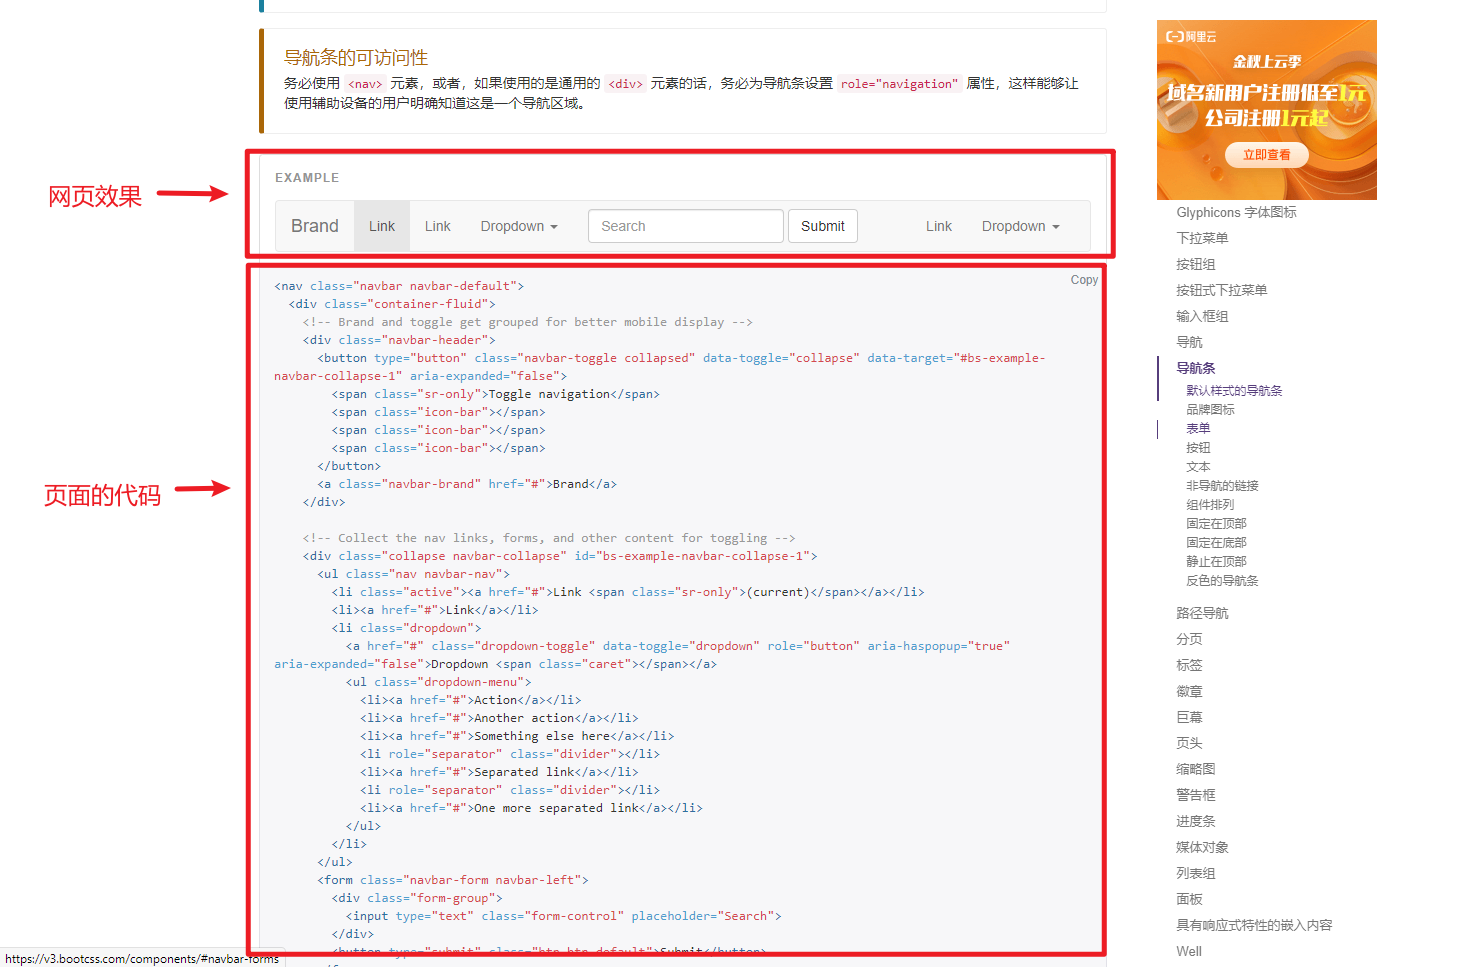 导航条的可访问性
务必使用 <nav> 元素，或者，如果使用的是通用的 <div> 元素的话，务必为导航条设置 role="navigation" 属性，这样能够让
使用辅助设备的用户明确知道这是一个导航区域。
网页效果
EXAMPLE
Brand Link Link Dropdown Search Submit Link Dropdown
页面的代码
Copy
<nav class="navbar navbar-default">
<div class="container-fluid">
<!-- Brand and toggle get grouped for better mobile display -->
<div class="navbar-header">
<button type="button" class="navbar-toggle collapsed" data-toggle="collapse" data-target="#bs-example-
navbar-collapse-1" aria-expanded="false">
<span class="sr-only">Toggle navigation</span>
<span class="icon-bar"></span>
<span class="icon-bar"></span>
<span class="icon-bar"></span>
</button>
<a class="navbar-brand" href="#">Brand</a>
</div>
<!-- Collect the nav links, forms, and other content for toggling -->
<div class="collapse navbar-collapse" id="bs-example-navbar-collapse-1">
<ul class="nav navbar-nav">
<li class="active"><a href="#">Link <span class="sr-only">(current)</span></a></li>
<li><a href="#">Link</a></li>
<li class="dropdown">
<a href="#" class="dropdown-toggle" data-toggle="dropdown" role="button" aria-haspopup="true"
aria-expanded="false">Dropdown <span class="caret"></span></a>
<ul class="dropdown-menu">
<li><a href="#">Action</a></li>
<li><a href="#">Another action</a></li>
<li><a href="#">Something else here</a></li>
<li role="separator" class="divider"></li>
<li><a href="#">Separated link</a></li>
<li role="separator" class="divider"></li>
<li><a href="#">One more separated link</a></li>
</ul>
</li>
</ul>
<form class="navbar-form navbar-left">
<div class="form-group">
<input type="text" class="form-control" placeholder="Search">
</div>
<button type="submit" class="btn btn-default">Submit</button>
https://v3.bootcss.com/components/#navbar-forms
阿里云
金秋上云季
域名新用户注册低至1元
公司注册1元起
立即查看
Glyphicons 字体图标
下拉菜单
按钮组
按钮式下拉菜单
输入框组
导航
导航条
默认样式的导航条
品牌图标
表单
按钮
文本
非导航的链接
组件排列
固定在顶部
固定在底部
静止在顶部
反色的导航条
路径导航
分页
标签
徽章
巨幕
页头
缩略图
警告框
进度条
媒体对象
列表组
面板
具有响应式特性的嵌入内容
Well